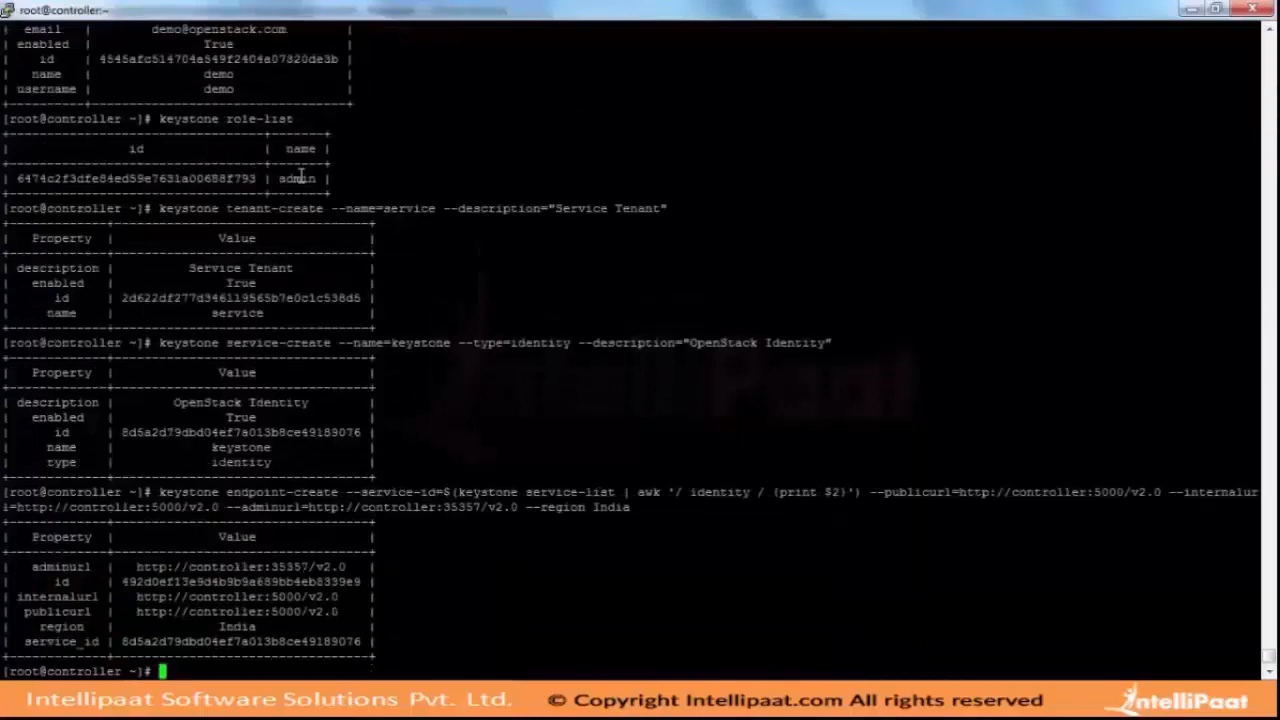 root@controller:~
| email | demo@openstack.com |
| enabled | True |
| id | 4545afc514704a549f2404a07320de3b |
| name | demo |
| username | demo |
[root@controller ~]# keystone role-list
| id | name |
| 6474c2f3dfe84ed59e7631a00688f793 | admin |
[root@controller ~]# keystone tenant-create --name=service --description="Service Tenant"
| Property | Value |
| description | Service Tenant |
| enabled | True |
| id | 2d622df277d346119565b7e0c1c538d5 |
| name | service |
[root@controller ~]# keystone service-create --name=keystone --type=identity --description="OpenStack Identity"
| Property | Value |
| description | OpenStack Identity |
| enabled | True |
| id | 8d5a2d79dbd04ef7a013b8ce49189076 |
| name | keystone |
| type | identity |
[root@controller ~]# keystone endpoint-create --service-id=$(keystone service-list | awk '/ identity / {print $2}') --publicurl=http://controller:5000/v2.0 --internalur
l=http://controller:5000/v2.0 --adminurl=http://controller:35357/v2.0 --region India
| Property | Value |
| adminurl | http://controller:35357/v2.0 |
| id | 492d0ef13e9d4b9b9a689bb4eb8339e9 |
| internalurl | http://controller:5000/v2.0 |
| publicurl | http://controller:5000/v2.0 |
| region | India |
| service_id | 8d5a2d79dbd04ef7a013b8ce49189076 |
[root@controller ~]#
Intellipaat Software Solutions Pvt. Ltd. © Copyright Intellipaat.com All rights reserved IntelliPaat